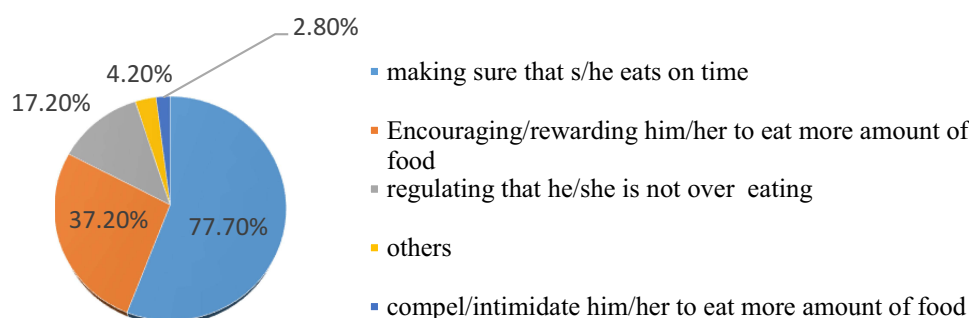 2.80%
4.20%
17.20%
37.20%
77.70%
making sure that s/he eats on time
Encouraging/rewarding him/her to eat more amount of
food
regulating that he/she is not over eating
others
compel/intimidate him/her to eat more amount of food